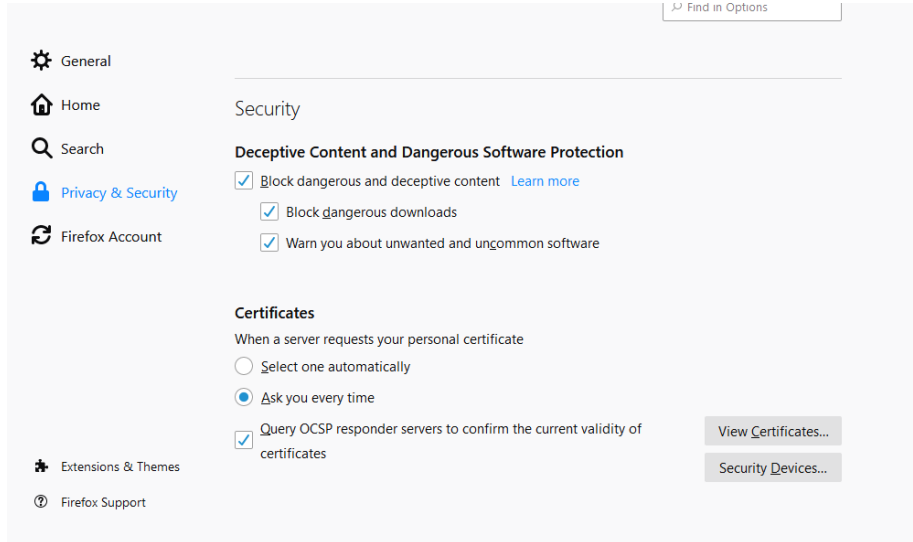 Find in Options
General
Home
Search
Privacy & Security
Firefox Account
Extensions & Themes
Firefox Support
Security
Deceptive Content and Dangerous Software Protection
Block dangerous and deceptive content Learn more
Block dangerous downloads
Warn you about unwanted and uncommon software
Certificates
When a server requests your personal certificate
Select one automatically
Ask you every time
Query OCSP responder servers to confirm the current validity of
certificates
View Certificates...
Security Devices...